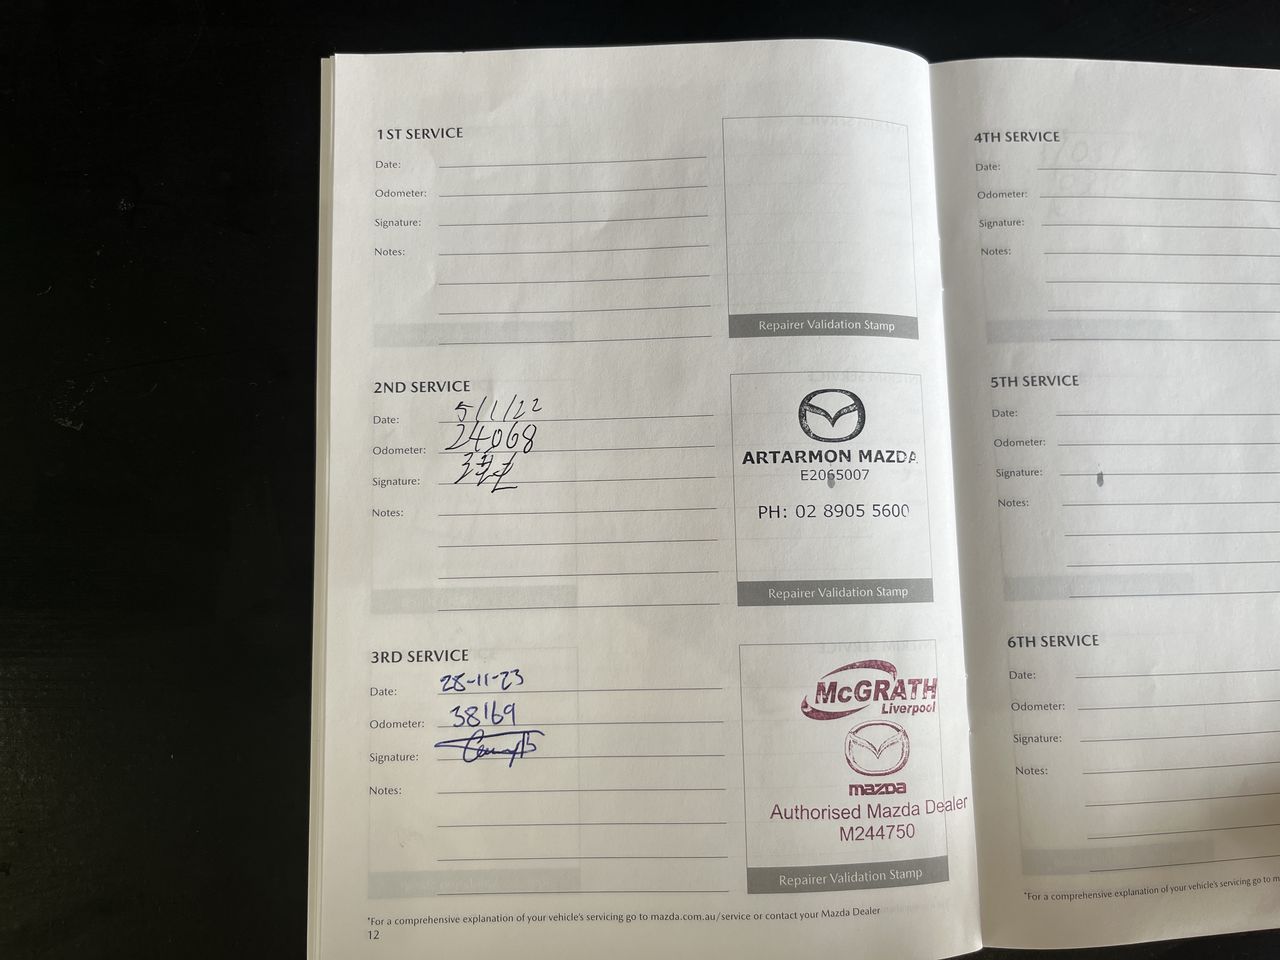 1ST SERVICE
Date:
Odometer:
Signature:
Notes:
Repairer Validation Stamp
2ND SERVICE
Date: 5/1/22
Odometer: 24068
Signature:
Notes:
ARTARMON MAZDA
E2065007
PH: 02 8905 5600
Repairer Validation Stamp
3RD SERVICE
Date: 28-11-23
Odometer: 38169
Signature:
Notes:
McGRATH
Liverpool
mazda
Authorised Mazda Dealer
M244750
Repairer Validation Stamp
*For a comprehensive explanation of your vehicle's servicing go to mazda.com.au/service or contact your Mazda Dealer
12
4TH SERVICE
Date:
Odometer:
Signature:
Notes:
5TH SERVICE
Date:
Odometer:
Signature:
Notes:
6TH SERVICE
Date:
Odometer:
Signature:
Notes:
*For a comprehensive explanation of your vehicle's servicing go to